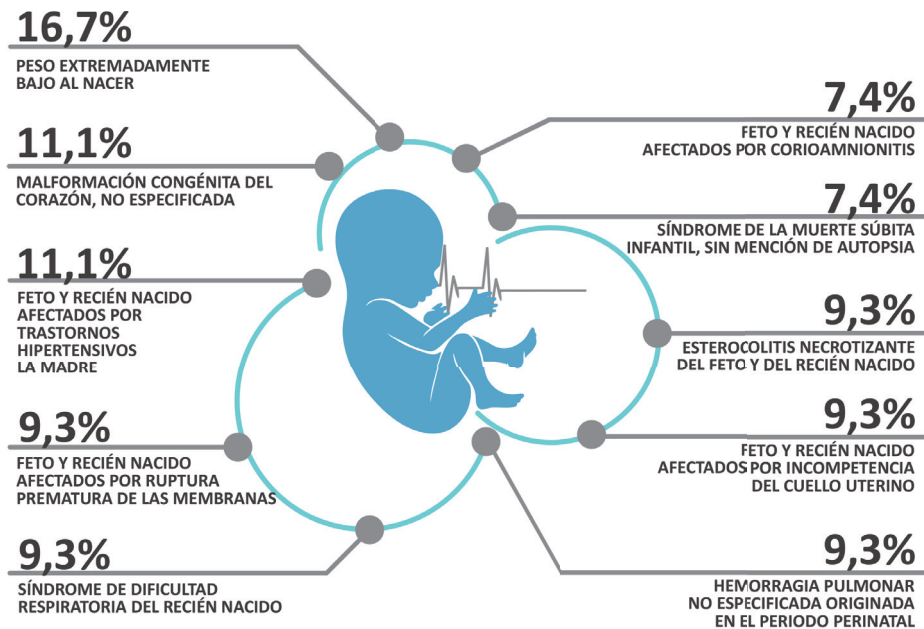 16,7%
PESO EXTREMADAMENTE
BAJO AL NACER
11,1%
MALFORMACIÓN CONGÉNITA DEL
CORAZÓN, NO ESPECIFICADA
11,1%
FETO Y RECIÉN NACIDO
AFECTADOS POR
TRASTORNOS
HIPERTENSIVOS
LA MADRE
9,3%
FETO Y RECIÉN NACIDO
AFECTADOS POR RUPTURA
PREMATURA DE LAS MEMBRANAS
9,3%
SÍNDROME DE DIFICULTAD
RESPIRATORIA DEL RECIÉN NACIDO
7,4%
FETO Y RECIÉN NACIDO
AFECTADOS POR CORIOAMNIONITIS
7,4%
SÍNDROME DE LA MUERTE SÚBITA
INFANTIL, SIN MENCIÓN DE AUTOPSIA
9,3%
ESTEROCOLITIS NECROTIZANTE
DEL FETO Y DEL RECIÉN NACIDO
9,3%
FETO Y RECIÉN NACIDO
AFECTADOS POR INCOMPETENCIA
DEL CUELLO UTERINO
9,3%
HEMORRAGIA PULMONAR
NO ESPECIFICADA ORIGINADA
EN EL PERIODO PERINATAL